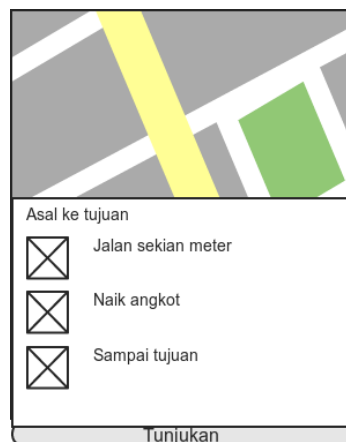 Asal ke tujuan
Jalan sekian meter
Naik angkot
Sampai tujuan
Tunjukan